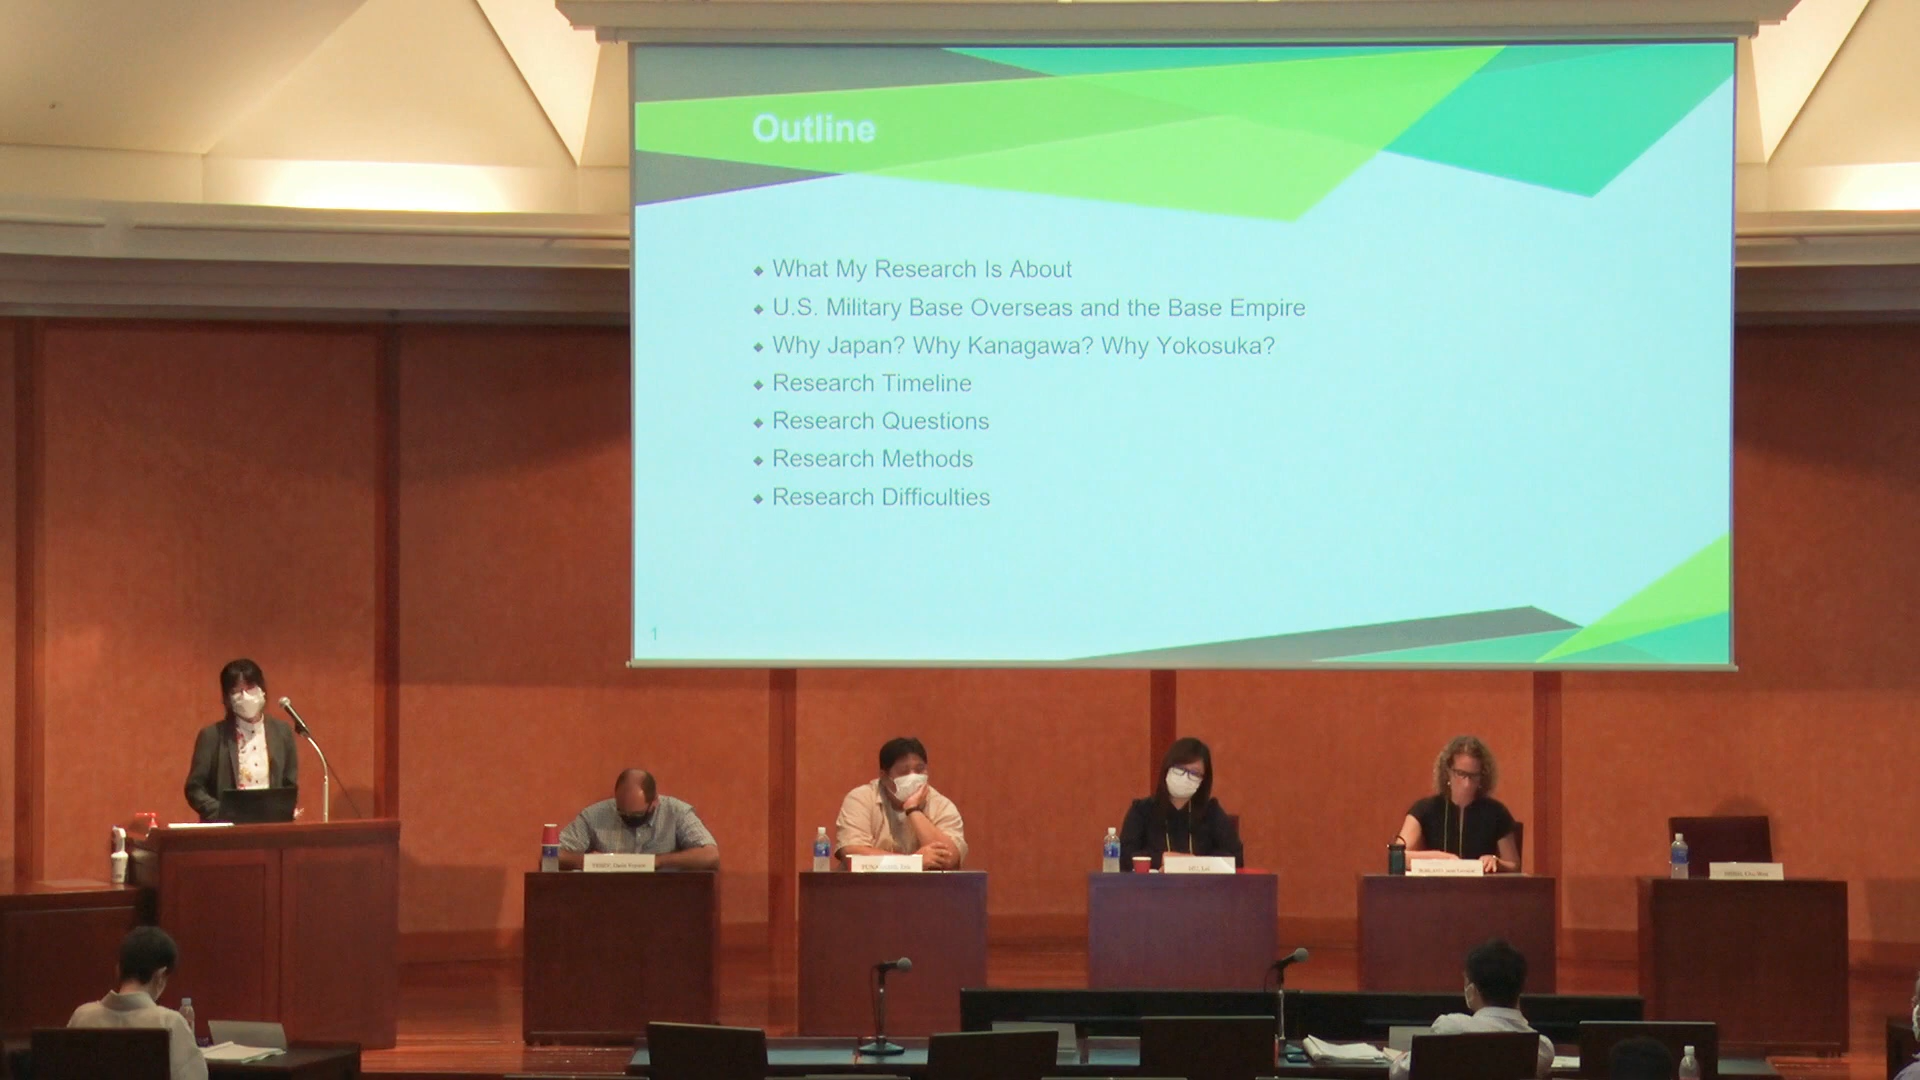 Outline
◆ What My Research Is About
◆ U.S. Military Base Overseas and the Base Empire
◆ Why Japan? Why Kanagawa? Why Yokosuka?
◆ Research Timeline
◆ Research Questions
◆ Research Methods
◆ Research Difficulties
1